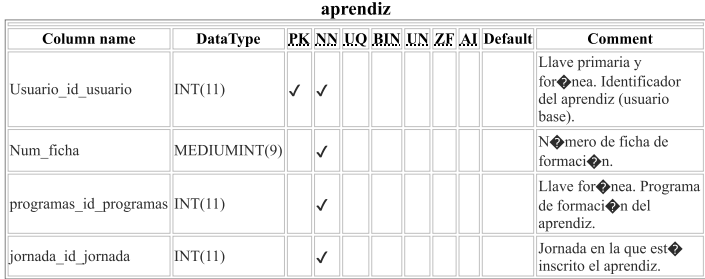 aprendiz
Column name DataType PK NN UQ BIN UN ZF AI Default Comment
Usuario_id_usuario INT(11) ✓ ✓ Llave primaria y
for�nea. Identificador
del aprendiz (usuario
base).
Num_ficha MEDIUMINT(9) ✓ N�mero de ficha de
formaci�n.
programas_id_programas INT(11) ✓ Llave for�nea. Programa
de formaci�n del
aprendiz.
jornada_id_jornada INT(11) ✓ Jornada en la que est�
inscrito el aprendiz.